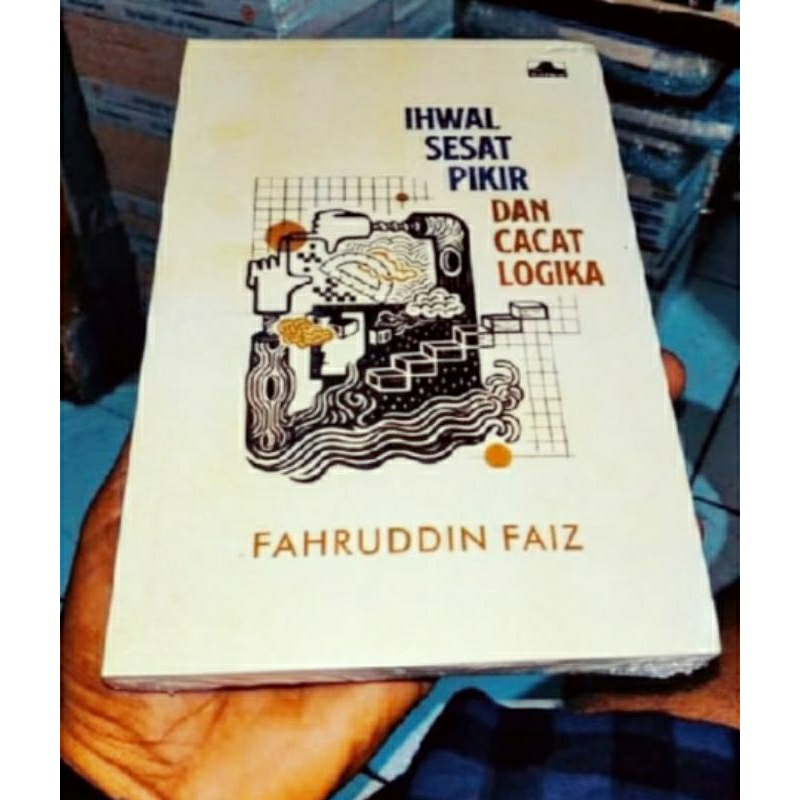 IHWAL
SESAT
PIKIR
DAN
CACAT
LOGIKA
FAHRUDDIN FAIZ